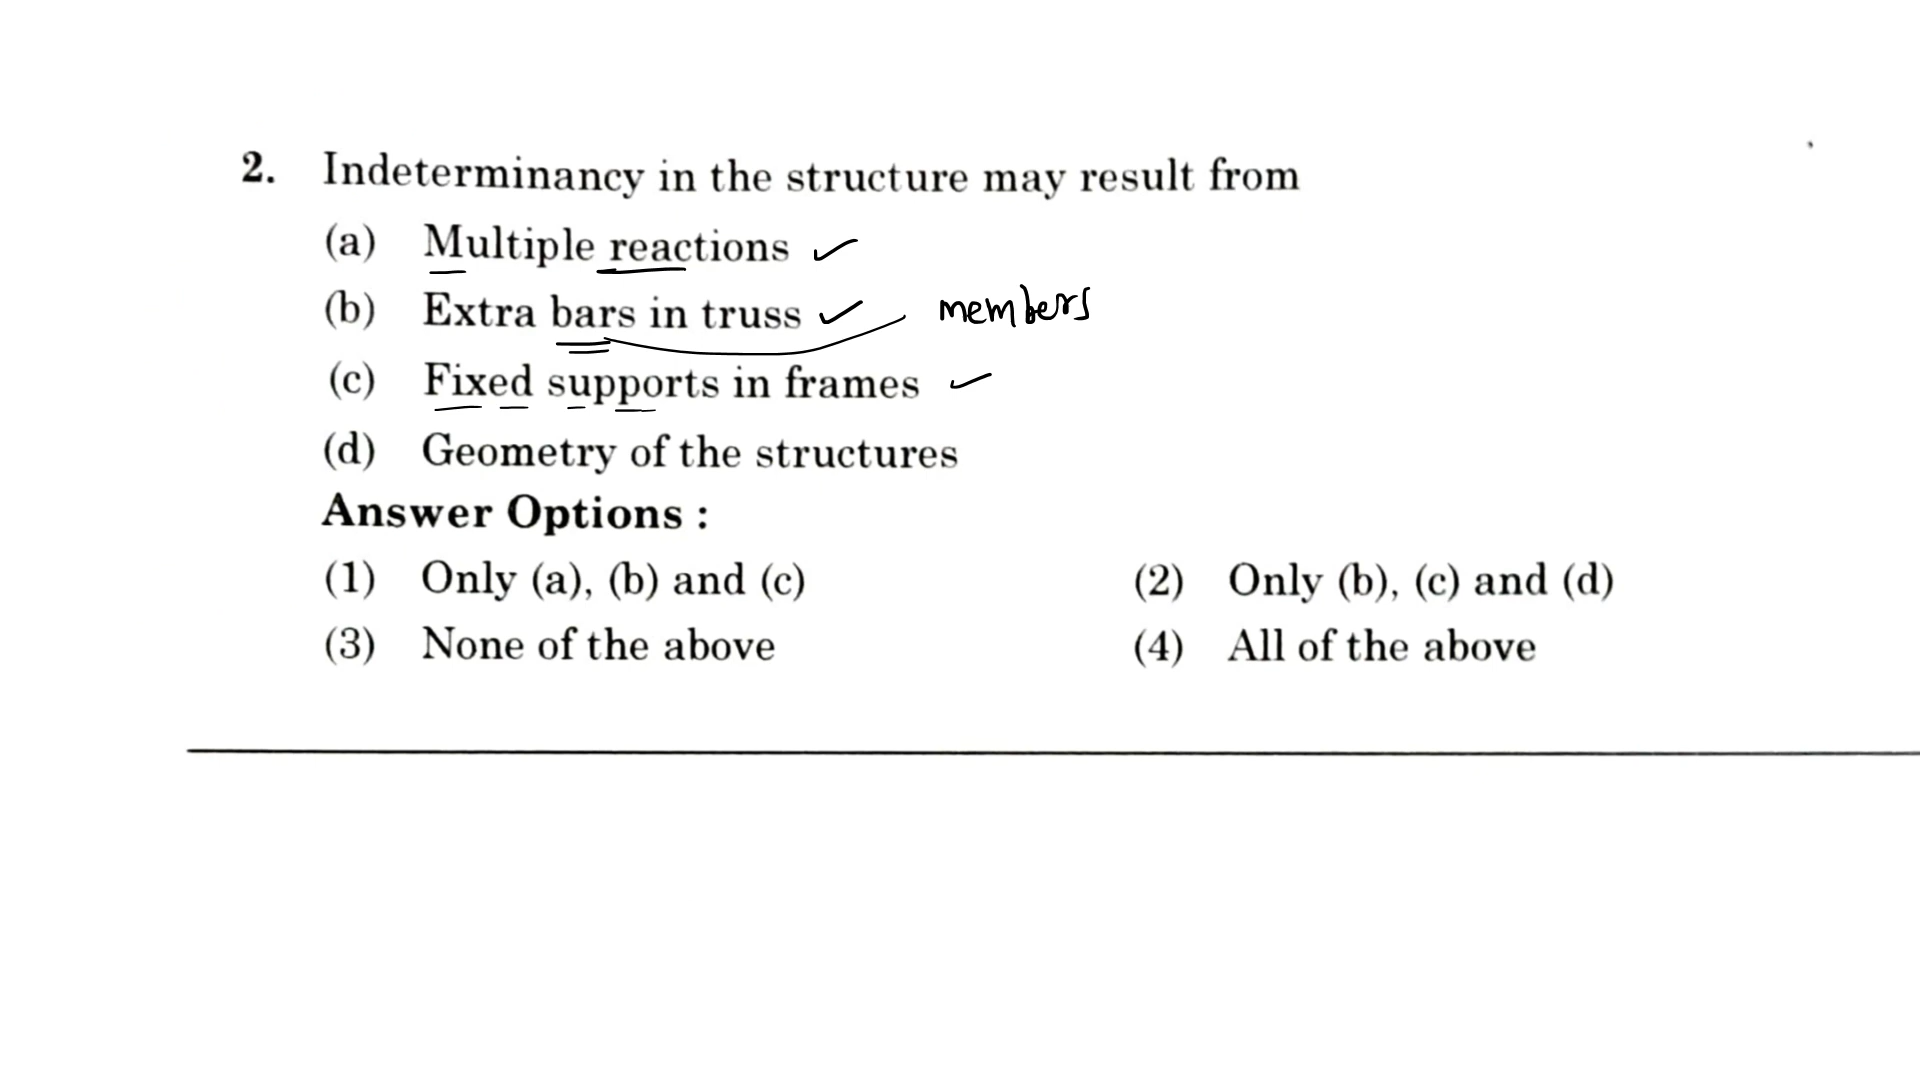 2. Indeterminancy in the structure may result from
(a) Multiple reactions ✓
(b) Extra bars in truss ✓ members
(c) Fixed supports in frames ✓
(d) Geometry of the structures
Answer Options :
(1) Only (a), (b) and (c) (2) Only (b), (c) and (d)
(3) None of the above (4) All of the above